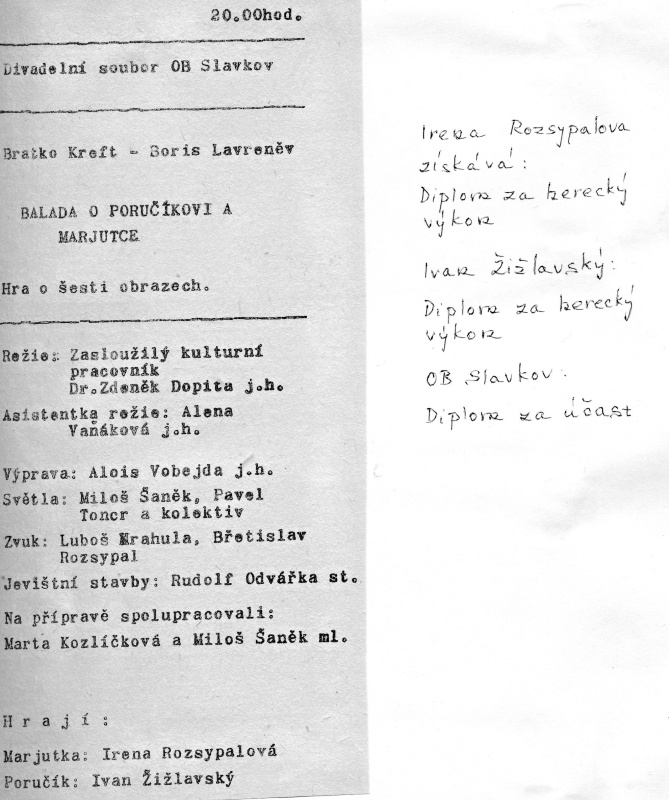 20.00hod.
Divadelní soubor OB Slavkov
Bratko Kreft - Boris Lavreněv
BALADA O PORUČÍKOVI A
MARJUTCE
Hra o šesti obrazech.
Režie: Zasloužilý kulturní
pracovník
Dr.Zdeněk Dopita j.h.
Asistentka režie: Alena
Vaňáková j.h.
Výprava: Alois Vobejda j.h.
Světla: Miloš Šaněk, Pavel
Toncr a kolektiv
Zvuk: Luboš Krahula, Břetislav
Rozsypal
Jevištní stavby: Rudolf Odvářka st.
Na přípravě spolupracovali:
Marta Kozlíčková a Miloš Šaněk ml.
H r a j í :
Marjutka: Irena Rozsypalová
Poručík: Ivan Žižlavský
Irena Rozsypalova
získává:
Diplom za herecký
výkon
Ivan Žižlavský:
Diplom za herecký
výkon
OB Slavkov:
Diplom za účast